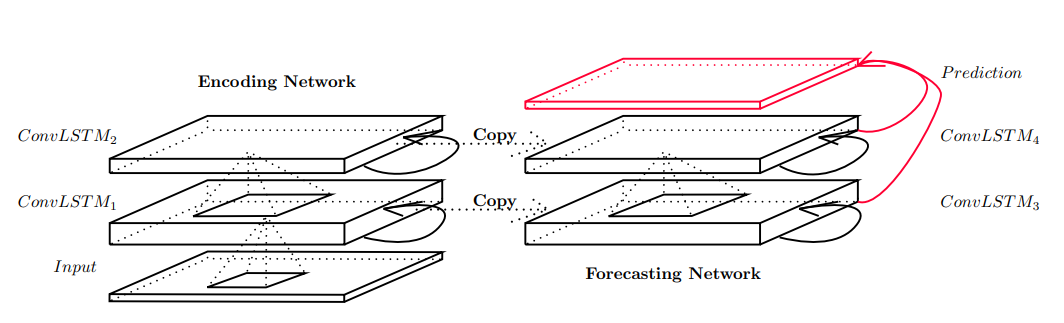 Encoding Network
Prediction
ConvLSTM₂
Copy
ConvLSTM₄
ConvLSTM₁
Copy
ConvLSTM₃
Input
Forecasting Network